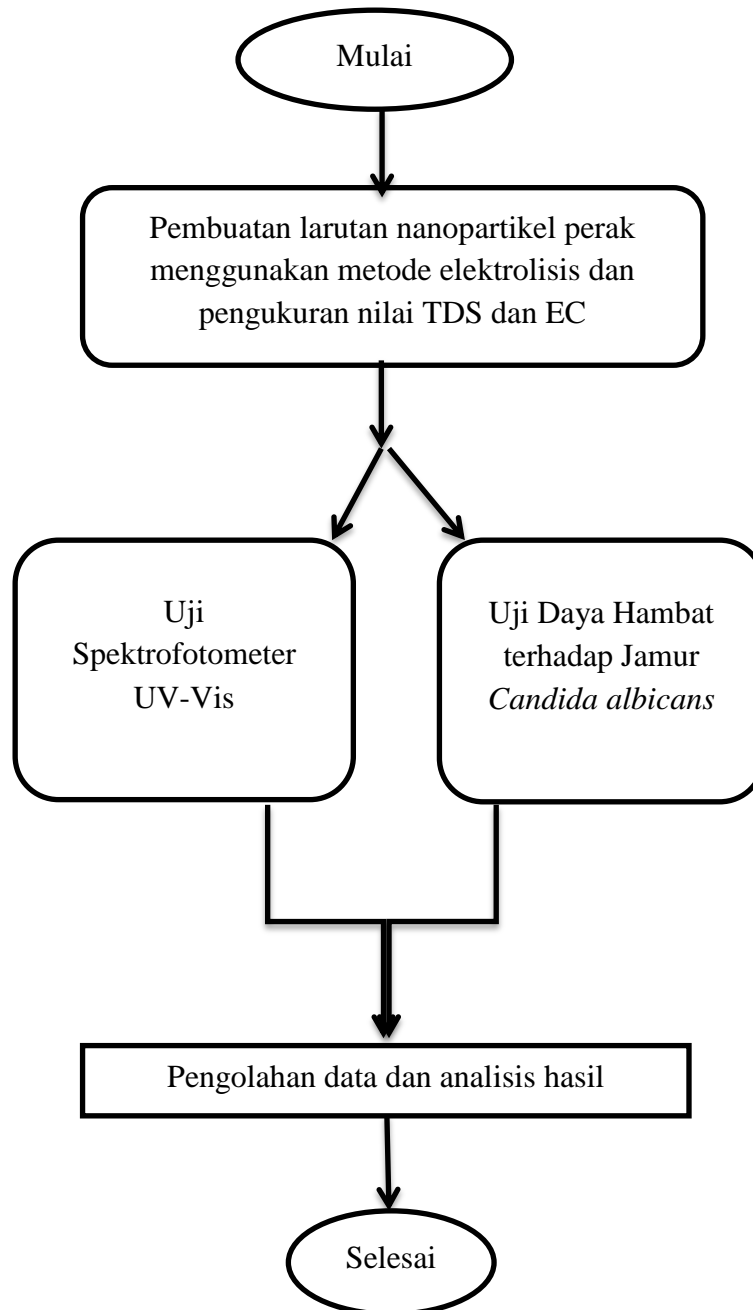 Mulai
Pembuatan larutan nanopartikel perak
menggunakan metode elektrolisis dan
pengukuran nilai TDS dan EC
Uji
Spektrofotometer
UV-Vis
Uji Daya Hambat
terhadap Jamur
Candida albicans
Pengolahan data dan analisis hasil
Selesai